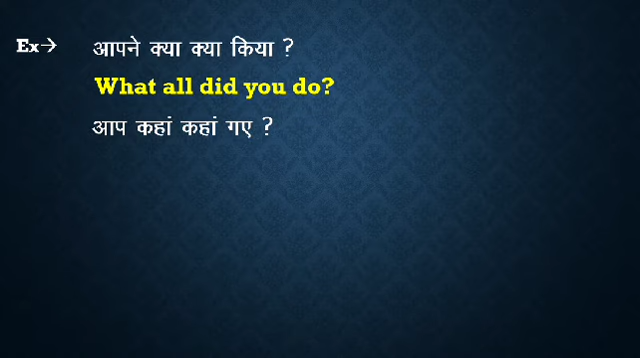 Ex→ आपने क्या क्या किया ?
What all did you do?
आप कहां कहां गए ?